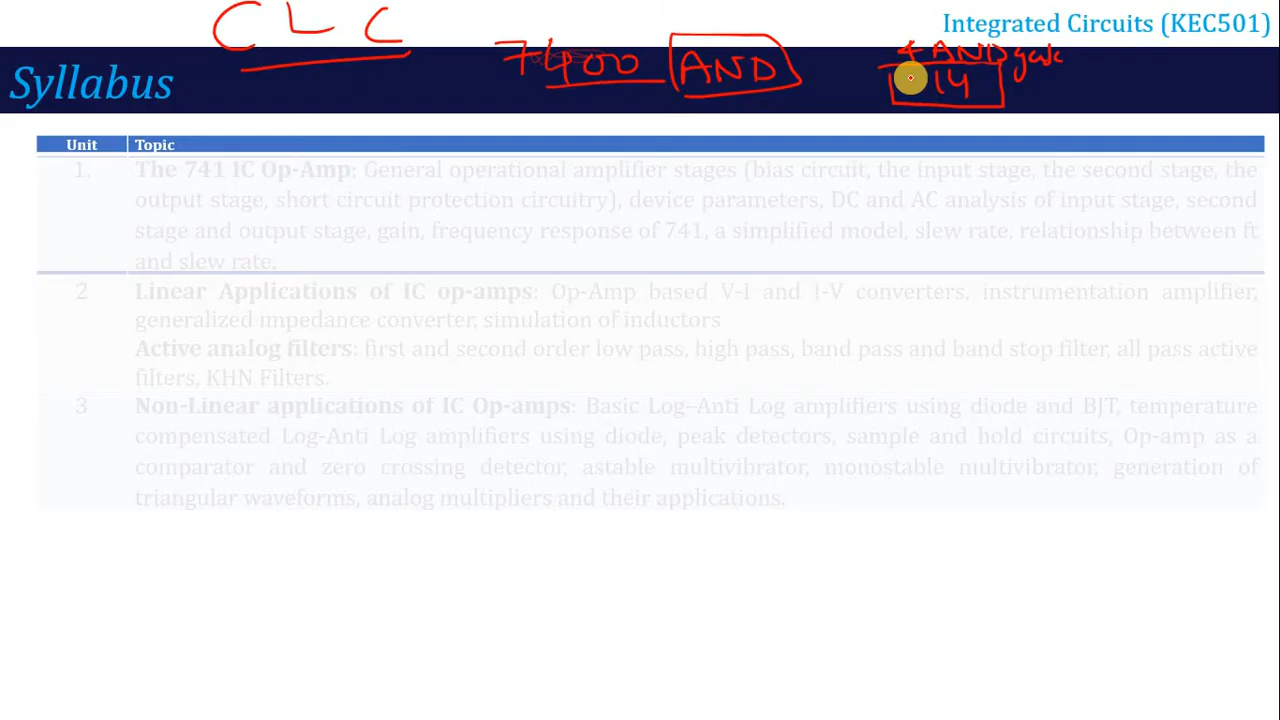 C L C
Integrated Circuits (KEC501)
7400 AND
4 AND gate
14
Syllabus
Unit Topic
1. The 741 IC Op-Amp: General operational amplifier stages (bias circuit, the input stage, the second stage, the
output stage, short circuit protection circuitry), device parameters, DC and AC analysis of input stage, second
stage and output stage, gain, frequency response of 741, a simplified model, slew rate, relationship between ft
and slew rate.
2 Linear Applications of IC op-amps: Op-Amp based V-I and I-V converters, instrumentation amplifier,
generalized impedance converter, simulation of inductors
Active analog filters: first and second order low pass, high pass, band pass and band stop filter, all pass active
filters, KHN Filters.
3 Non-Linear applications of IC Op-amps: Basic Log–Anti Log amplifiers using diode and BJT, temperature
compensated Log-Anti Log amplifiers using diode, peak detectors, sample and hold circuits, Op-amp as a
comparator and zero crossing detector, astable multivibrator, monostable multivibrator, generation of
triangular waveforms, analog multipliers and their applications.